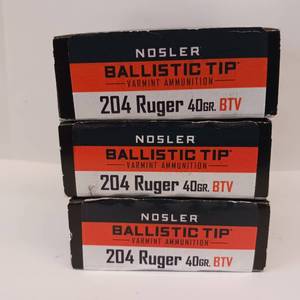 NOSLER
BALLISTIC TIP®
VARMINT AMMUNITION
204 Ruger 40GR. BTV
NOSLER
BALLISTIC TIP®
VARMINT AMMUNITION
204 Ruger 40GR. BTV
NOSLER
BALLISTIC TIP®
VARMINT AMMUNITION
204 Ruger 40GR. BTV